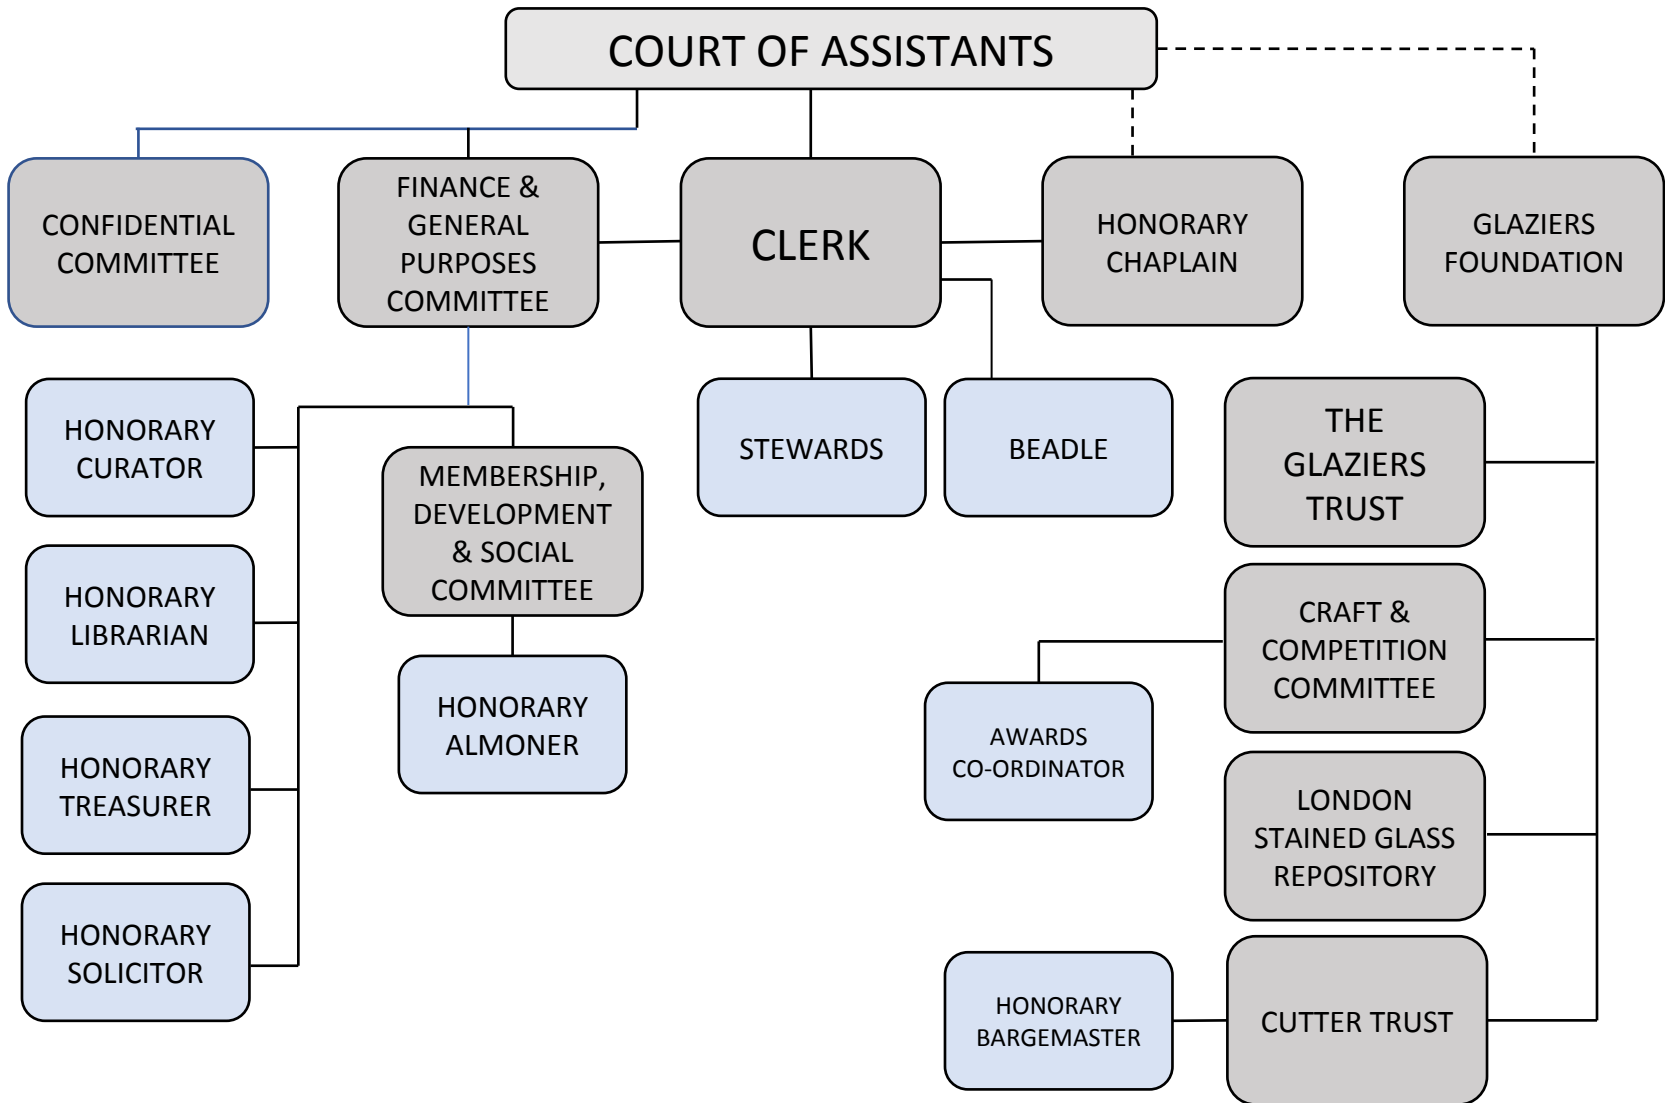 COURT OF ASSISTANTS
CONFIDENTIAL
COMMITTEE
FINANCE &
GENERAL
PURPOSES
COMMITTEE
CLERK
HONORARY
CHAPLAIN
GLAZIERS
FOUNDATION
HONORARY
CURATOR
MEMBERSHIP,
DEVELOPMENT
& SOCIAL
COMMITTEE
STEWARDS
BEADLE
THE
GLAZIERS
TRUST
HONORARY
LIBRARIAN
HONORARY
ALMONER
CRAFT &
COMPETITION
COMMITTEE
AWARDS
CO-ORDINATOR
HONORARY
TREASURER
LONDON
STAINED GLASS
REPOSITORY
HONORARY
SOLICITOR
HONORARY
BARGEMASTER
CUTTER TRUST